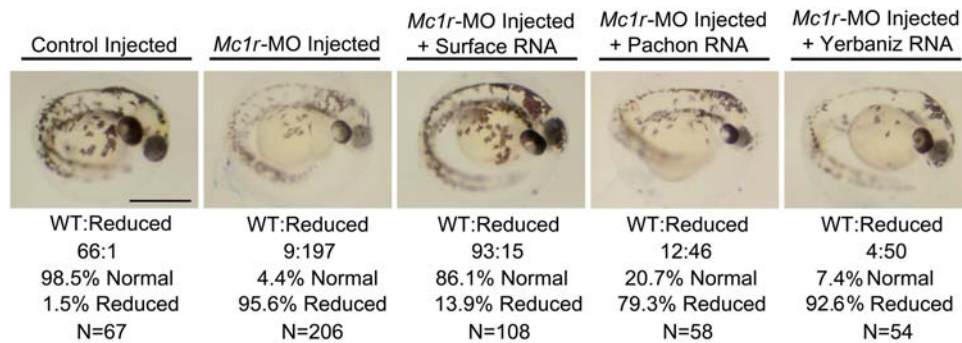 Control Injected
Mc1r-MO Injected
Mc1r-MO Injected
+ Surface RNA
Mc1r-MO Injected
+ Pachon RNA
Mc1r-MO Injected
+ Yerbaniz RNA
WT:Reduced
66:1
98.5% Normal
1.5% Reduced
N=67
WT:Reduced
9:197
4.4% Normal
95.6% Reduced
N=206
WT:Reduced
93:15
86.1% Normal
13.9% Reduced
N=108
WT:Reduced
12:46
20.7% Normal
79.3% Reduced
N=58
WT:Reduced
4:50
7.4% Normal
92.6% Reduced
N=54